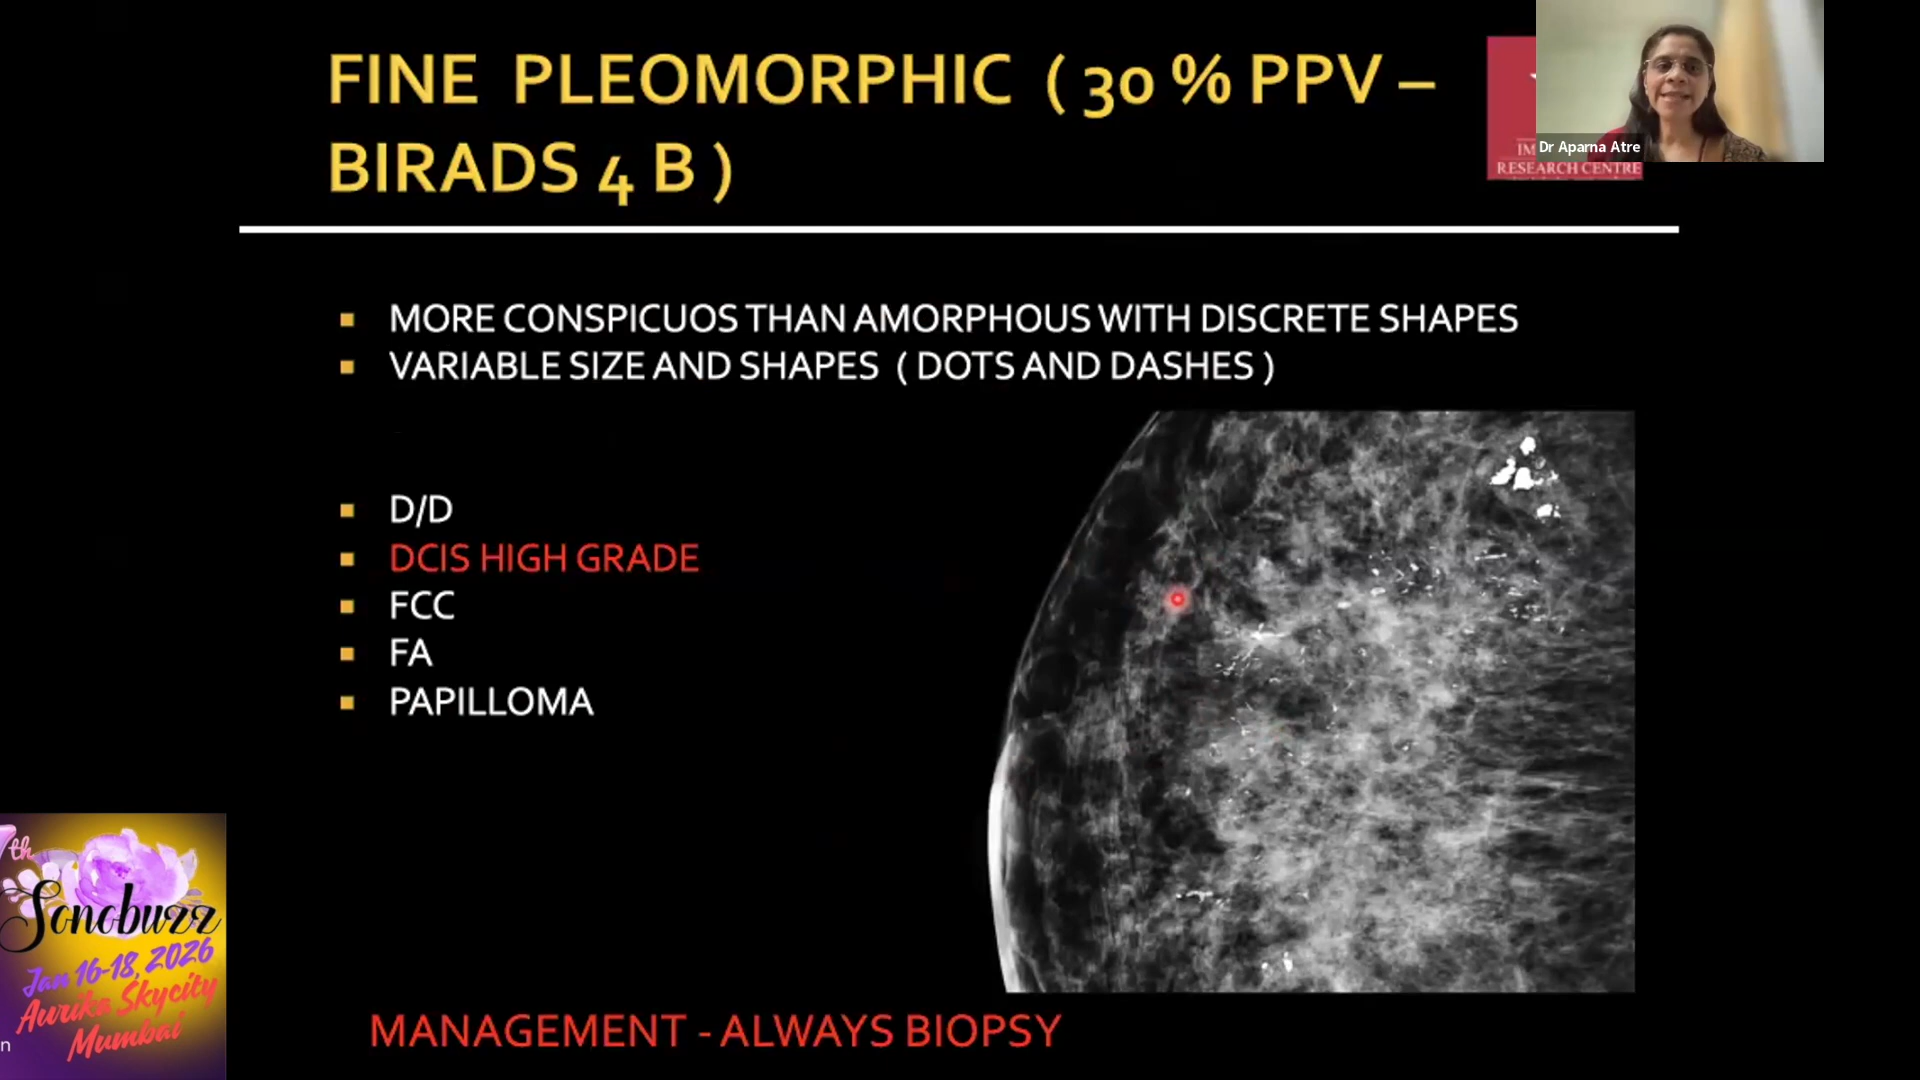 FINE PLEOMORPHIC ( 30 % PPV –
BIRADS 4 B )
IM
RESEARCH CENTRE
Dr Aparna Atre
MORE CONSPICUOS THAN AMORPHOUS WITH DISCRETE SHAPES
VARIABLE SIZE AND SHAPES ( DOTS AND DASHES )
D/D
DCIS HIGH GRADE
FCC
FA
PAPILLOMA
MANAGEMENT - ALWAYS BIOPSY
th
Sonobuzz
Jan 16-18, 2026
Aurika Skycity
Mumbai
n